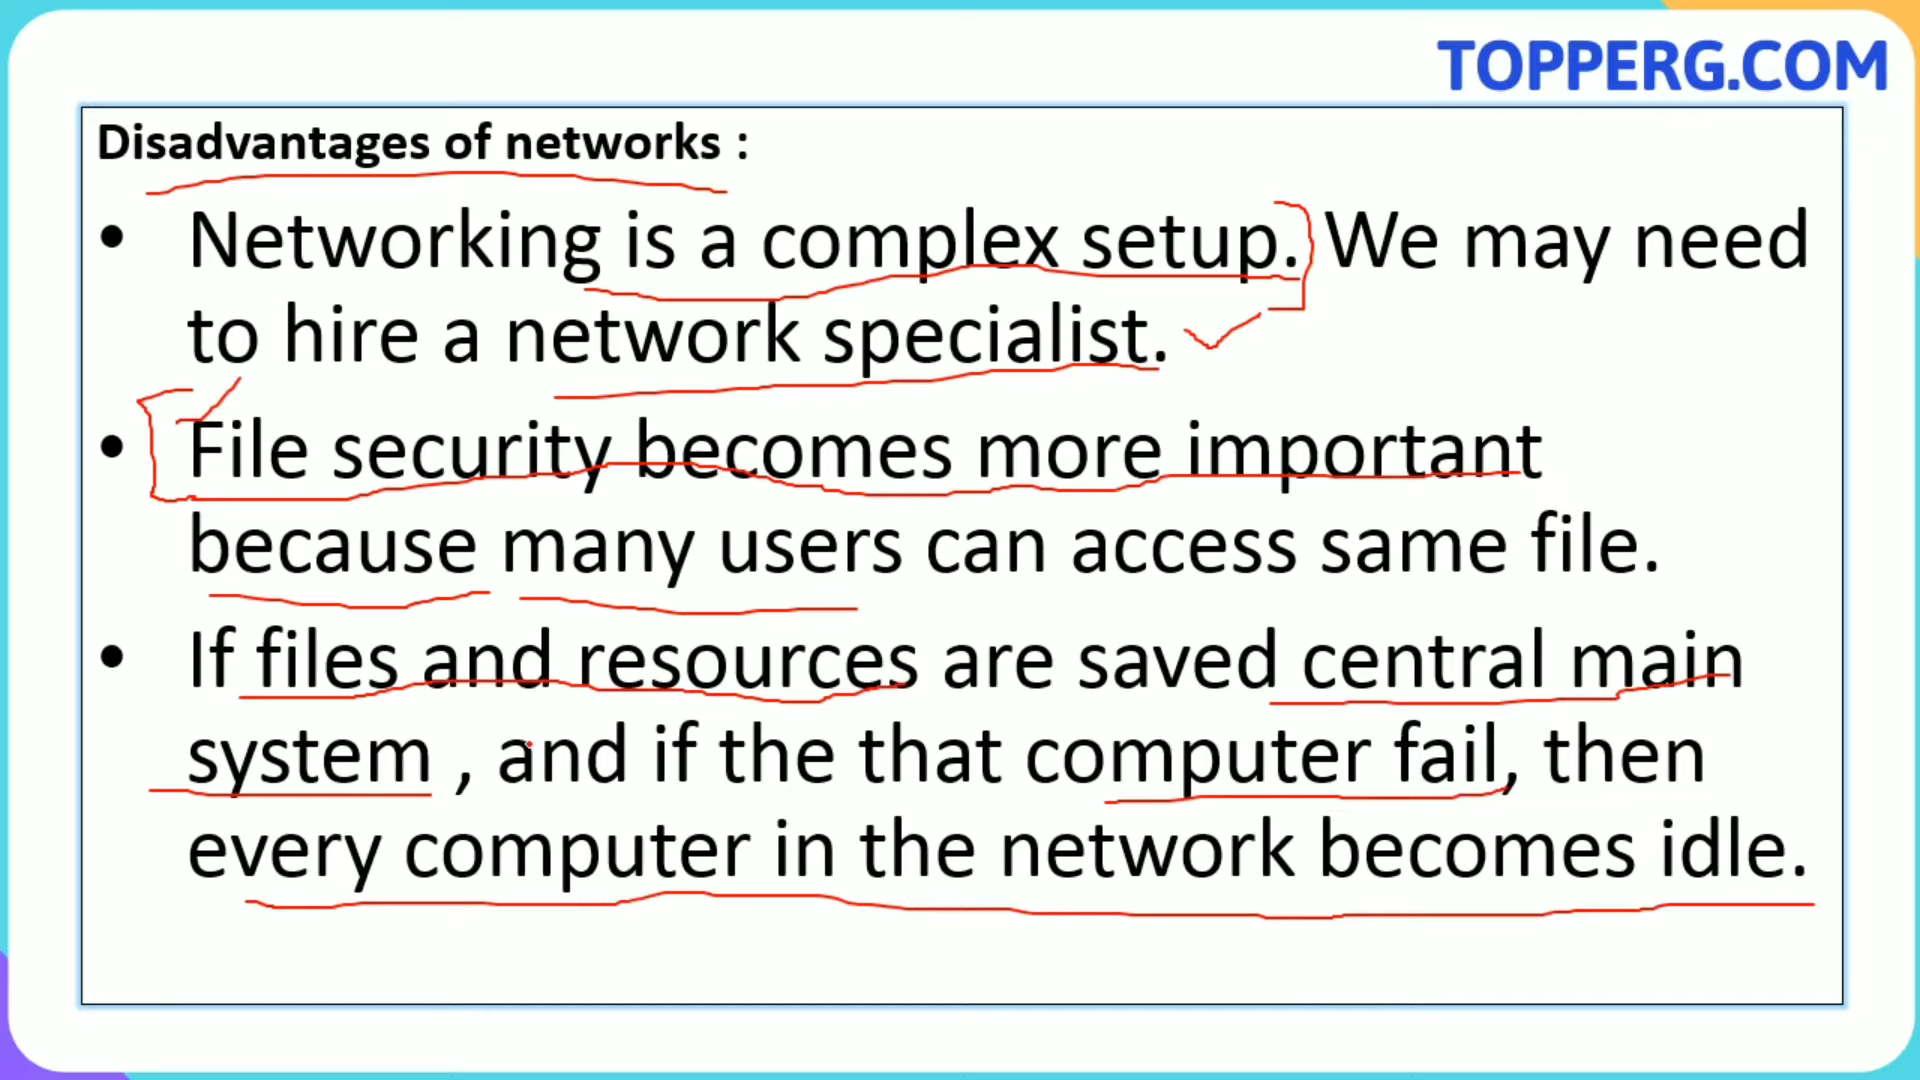 TOPPERG.COM
Disadvantages of networks :
• Networking is a complex setup. We may need
to hire a network specialist.
• File security becomes more important
because many users can access same file.
• If files and resources are saved central main
system , and if the that computer fail, then
every computer in the network becomes idle.